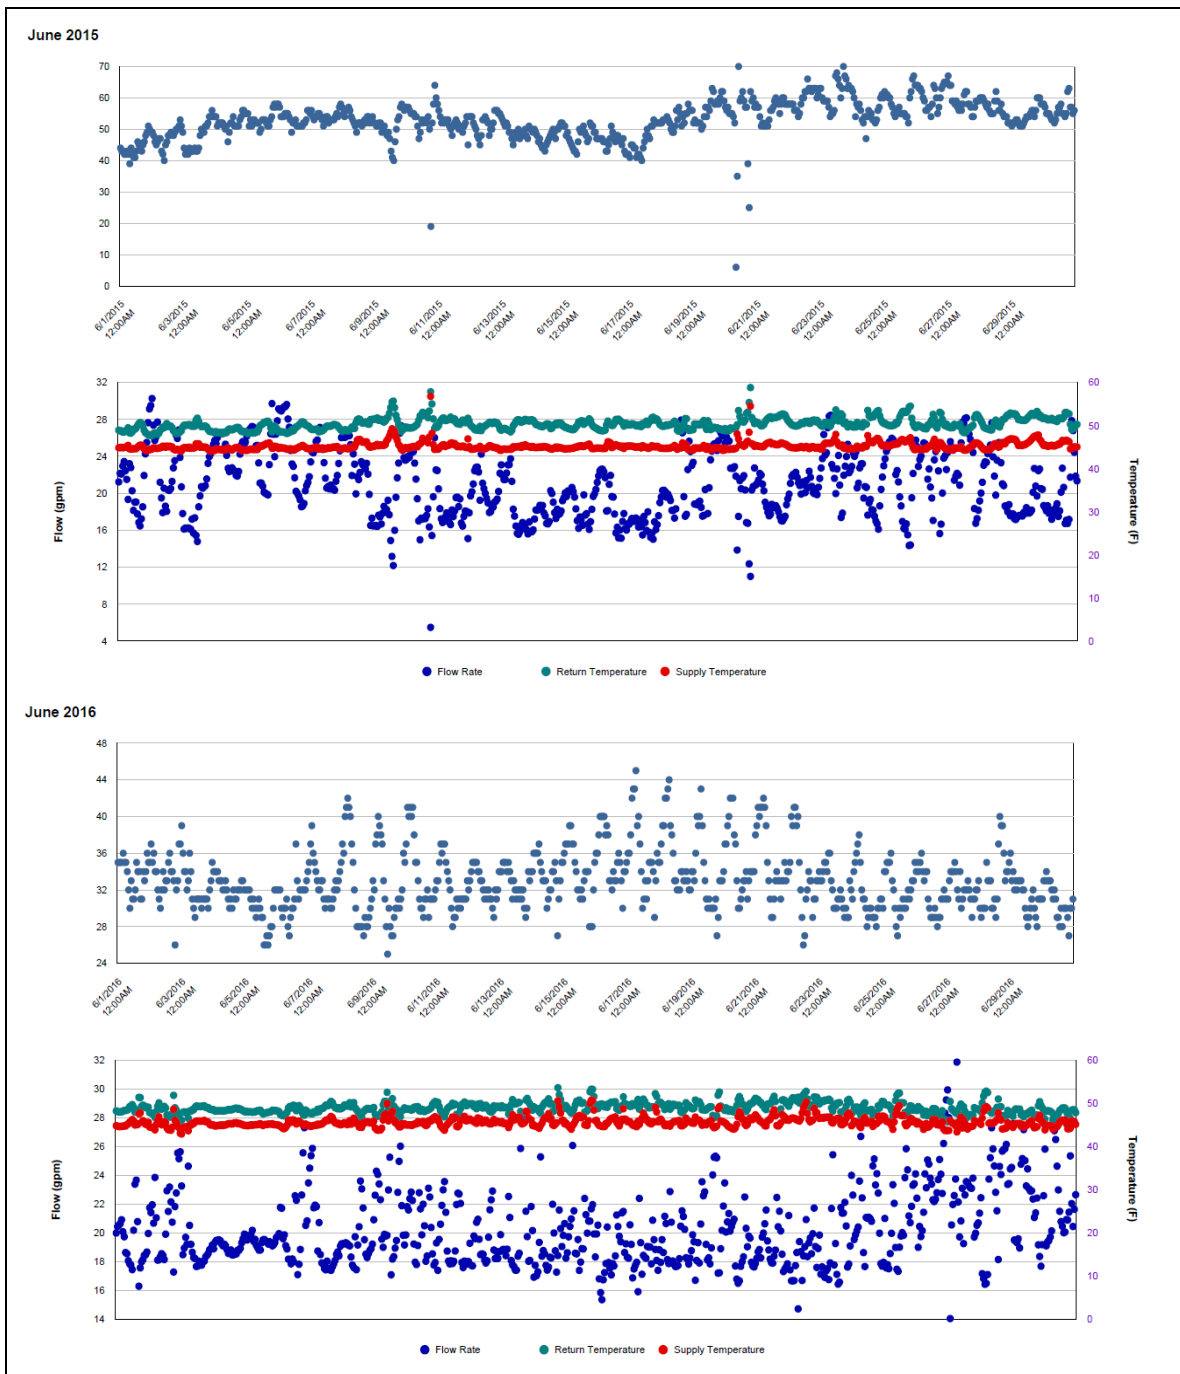 June 2015
70
60
50
40
30
20
10
0
6/1/2015 12:00AM
6/3/2015 12:00AM
6/5/2015 12:00AM
6/7/2015 12:00AM
6/9/2015 12:00AM
6/11/2015 12:00AM
6/13/2015 12:00AM
6/15/2015 12:00AM
6/17/2015 12:00AM
6/19/2015 12:00AM
6/21/2015 12:00AM
6/23/2015 12:00AM
6/25/2015 12:00AM
6/27/2015 12:00AM
6/29/2015 12:00AM
Flow (gpm)
32
28
24
20
16
12
8
4
60
50
40
30
20
10
0
Temperature (F)
Flow Rate
Return Temperature
Supply Temperature
June 2016
48
44
40
36
32
28
24
6/1/2016 12:00AM
6/3/2016 12:00AM
6/5/2016 12:00AM
6/7/2016 12:00AM
6/9/2016 12:00AM
6/11/2016 12:00AM
6/13/2016 12:00AM
6/15/2016 12:00AM
6/17/2016 12:00AM
6/19/2016 12:00AM
6/21/2016 12:00AM
6/23/2016 12:00AM
6/25/2016 12:00AM
6/27/2016 12:00AM
6/29/2016 12:00AM
Flow (gpm)
32
30
28
26
24
22
20
18
16
14
60
50
40
30
20
10
0
Temperature (F)
Flow Rate
Return Temperature
Supply Temperature